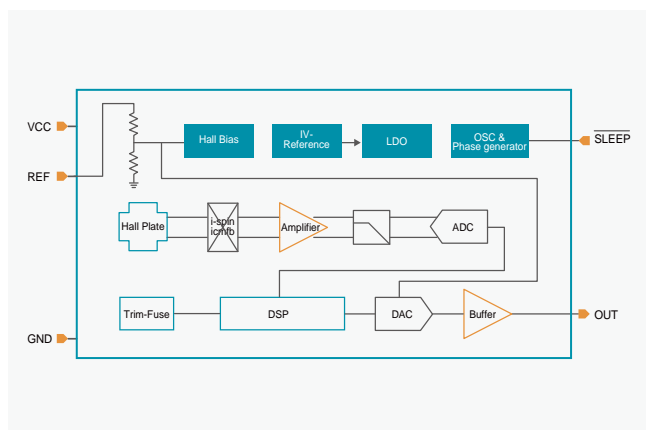 VCC
REF
GND
Hall Bias
IV-
Reference
LDO
OSC &
Phase generator
SLEEP
Hall Plate
i-spin
icmfb
Amplifier
ADC
Trim-Fuse
DSP
DAC
Buffer
OUT